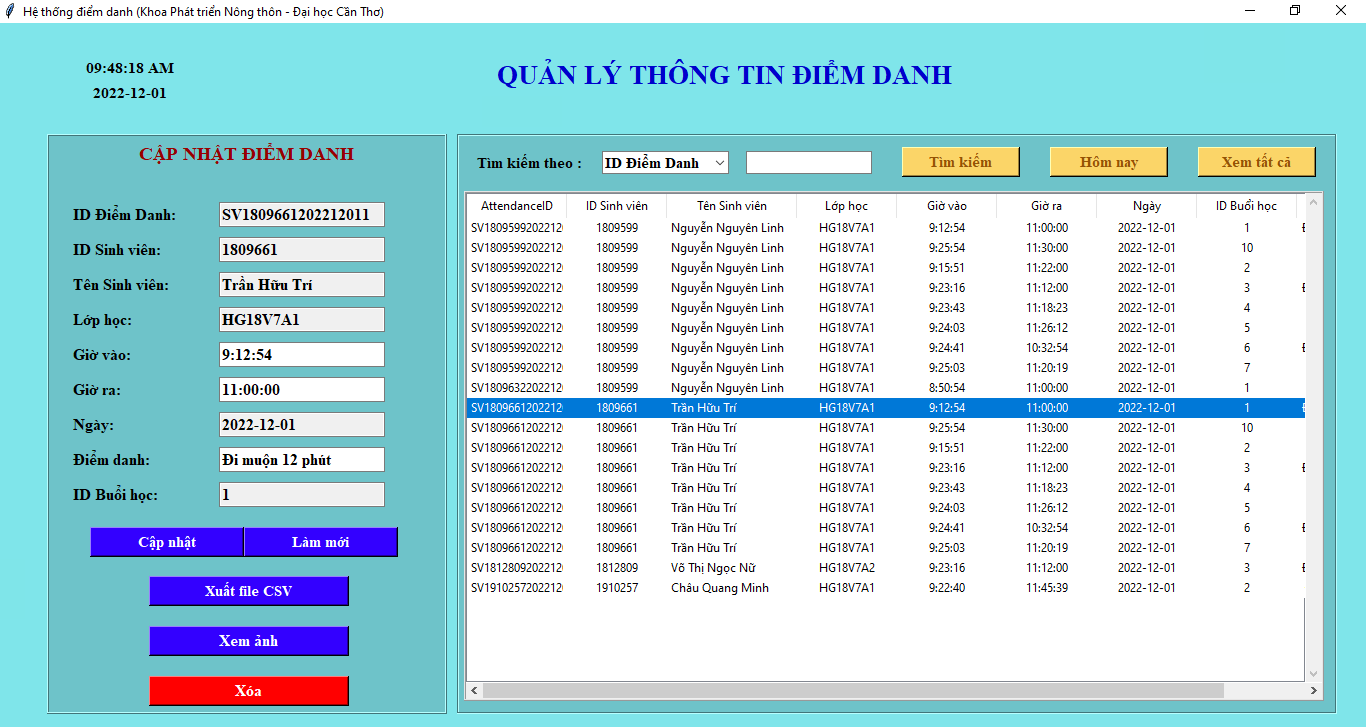 Hệ thống điểm danh (Khoa Phát triển Nông thôn - Đại học Cần Thơ)
09:48:18 AM
2022-12-01
QUẢN LÝ THÔNG TIN ĐIỂM DANH
CẬP NHẬT ĐIỂM DANH
ID Điểm Danh: SV1809661202212011
ID Sinh viên: 1809661
Tên Sinh viên: Trần Hữu Trí
Lớp học: HG18V7A1
Giờ vào: 9:12:54
Giờ ra: 11:00:00
Ngày: 2022-12-01
Điểm danh: Đi muộn 12 phút
ID Buổi học: 1
Cập nhật Làm mới
Xuất file CSV
Xem ảnh
Xóa
Tìm kiếm theo : ID Điểm Danh Tìm kiếm Hôm nay Xem tất cả
AttendanceID ID Sinh viên Tên Sinh viên Lớp học Giờ vào Giờ ra Ngày ID Buổi học
SV18095992022120 1809599 Nguyễn Nguyên Linh HG18V7A1 9:12:54 11:00:00 2022-12-01 1
SV18095992022120 1809599 Nguyễn Nguyên Linh HG18V7A1 9:25:54 11:30:00 2022-12-01 10
SV18095992022120 1809599 Nguyễn Nguyên Linh HG18V7A1 9:15:51 11:22:00 2022-12-01 2
SV18095992022120 1809599 Nguyễn Nguyên Linh HG18V7A1 9:23:16 11:12:00 2022-12-01 3
SV18095992022120 1809599 Nguyễn Nguyên Linh HG18V7A1 9:23:43 11:18:23 2022-12-01 4
SV18095992022120 1809599 Nguyễn Nguyên Linh HG18V7A1 9:24:03 11:26:12 2022-12-01 5
SV18095992022120 1809599 Nguyễn Nguyên Linh HG18V7A1 9:24:41 10:32:54 2022-12-01 6
SV18095992022120 1809599 Nguyễn Nguyên Linh HG18V7A1 9:25:03 11:20:19 2022-12-01 7
SV18096322022120 1809599 Nguyễn Nguyên Linh HG18V7A1 8:50:54 11:00:00 2022-12-01 1
SV18096612022120 1809661 Trần Hữu Trí HG18V7A1 9:12:54 11:00:00 2022-12-01 1
SV18096612022120 1809661 Trần Hữu Trí HG18V7A1 9:25:54 11:30:00 2022-12-01 10
SV18096612022120 1809661 Trần Hữu Trí HG18V7A1 9:15:51 11:22:00 2022-12-01 2
SV18096612022120 1809661 Trần Hữu Trí HG18V7A1 9:23:16 11:12:00 2022-12-01 3
SV18096612022120 1809661 Trần Hữu Trí HG18V7A1 9:23:43 11:18:23 2022-12-01 4
SV18096612022120 1809661 Trần Hữu Trí HG18V7A1 9:24:03 11:26:12 2022-12-01 5
SV18096612022120 1809661 Trần Hữu Trí HG18V7A1 9:24:41 10:32:54 2022-12-01 6
SV18096612022120 1809661 Trần Hữu Trí HG18V7A1 9:25:03 11:20:19 2022-12-01 7
SV18128092022120 1812809 Võ Thị Ngọc Nữ HG18V7A2 9:23:16 11:12:00 2022-12-01 3
SV19102572022120 1910257 Châu Quang Minh HG18V7A1 9:22:40 11:45:39 2022-12-01 2